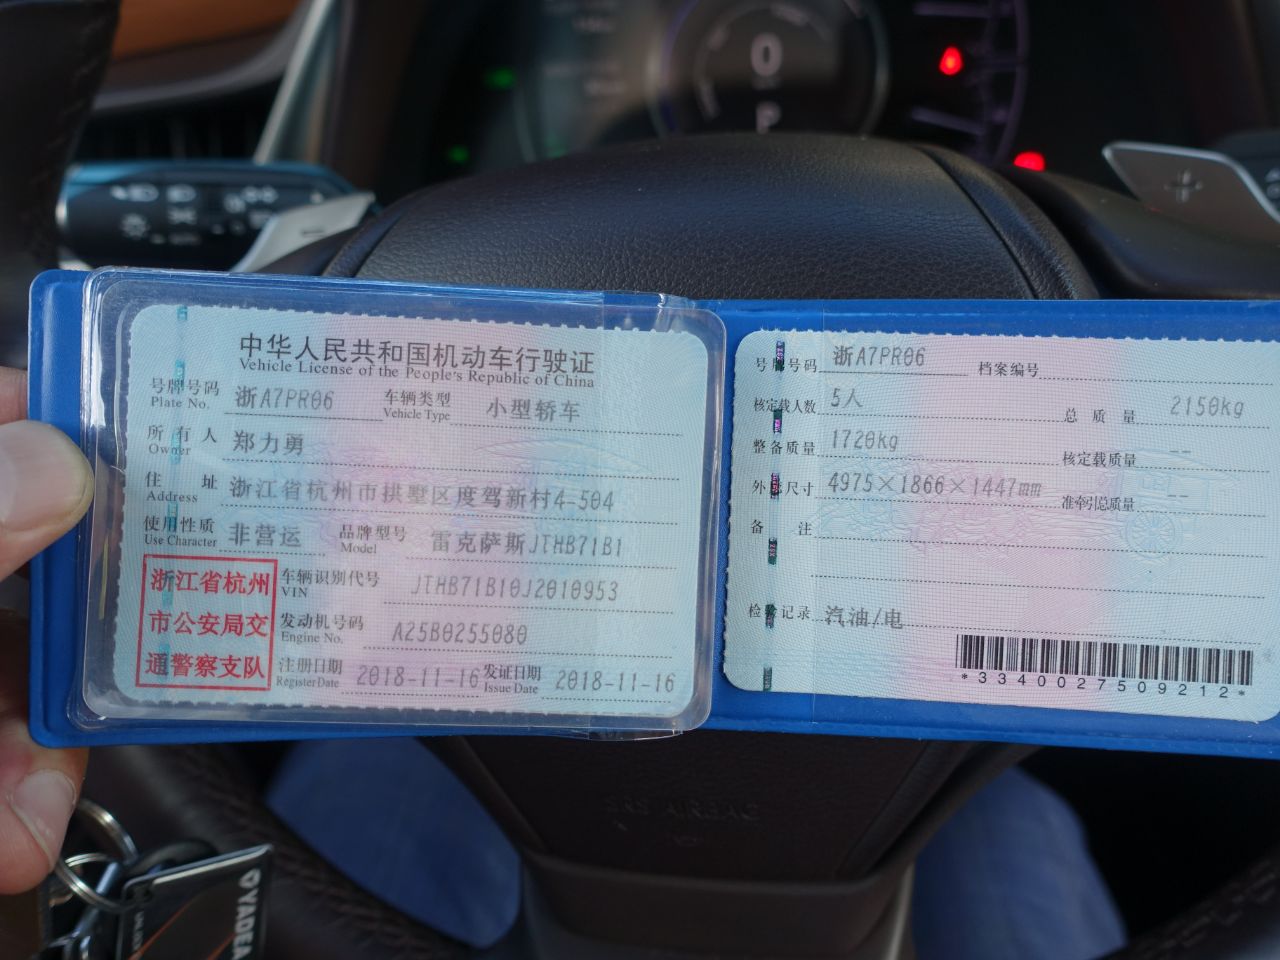 0
P
中华人民共和国机动车行驶证
Vehicle License of the People's Republic of China
号牌号码 浙A7PR06 车辆类型 小型轿车
Plate No. Vehicle Type
所有人 郑力勇
Owner
住址 浙江省杭州市拱墅区度驾新村4-504
Address
使用性质 非营运 品牌型号 雷克萨斯JTHB71B1
Use Character Model
浙江省杭州
市公安局交
通警察支队
车辆识别代号 JTHB71B10J2010953
VIN
发动机号码 A25B0255080
Engine No.
注册日期 2018-11-16 发证日期 2018-11-16
Register Date Issue Date
号牌号码 浙A7PR06 档案编号
核定载人数 5人 总质量 2150kg
整备质量 1720kg 核定载质量 --
外廓尺寸 4975×1866×1447mm 准牵引总质量 --
备注
检验记录 汽油/电
*3340027509212*
SRS AIRBAG
YADEA